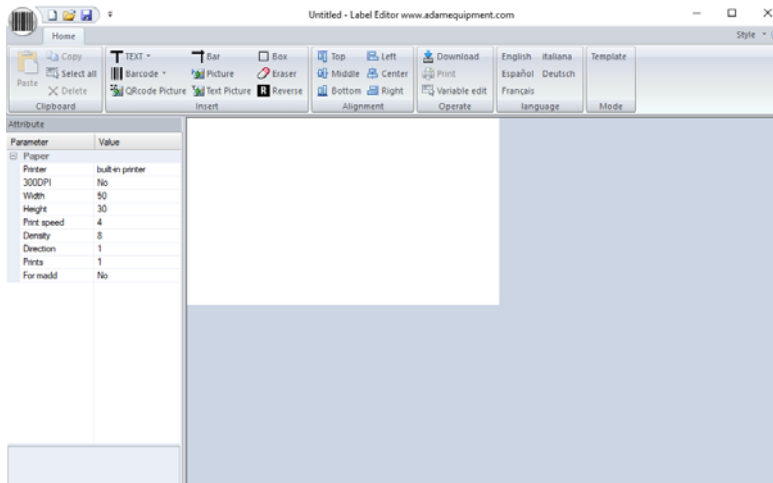 Untitled - Label Editor www.adamequipment.com
Home
Style
Paste
Copy
Select all
Delete
Clipboard
TEXT
Bar
Box
Barcode
Picture
Eraser
QRcode Picture
Text Picture
R Reverse
Insert
Top
Left
Middle
Center
Bottom
Right
Alignment
Download
Print
Variable edit
Operate
English
italiana
Español
Deutsch
Français
language
Template
Mode
Attribute
Parameter Value
Paper
Printer built-in printer
300DPI No
Width 50
Height 30
Print speed 4
Density 8
Direction 1
Prints 1
For madd No